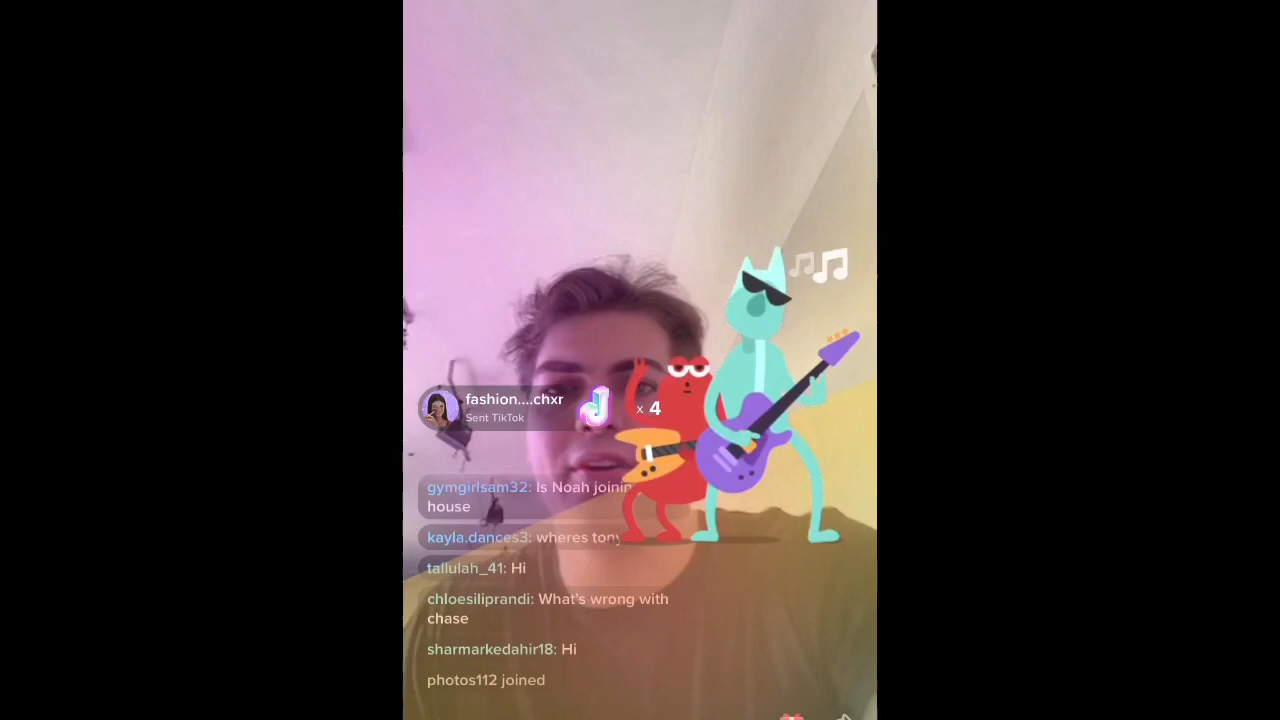 fashion....chxr
Sent TikTok
x 4
gymgirlsam32: Is Noah joinin
house
kayla.dances3: wheres tony
tallulah_41: Hi
chloesiliprandi: What's wrong with
chase
sharmarkedahir18: Hi
photos112 joined